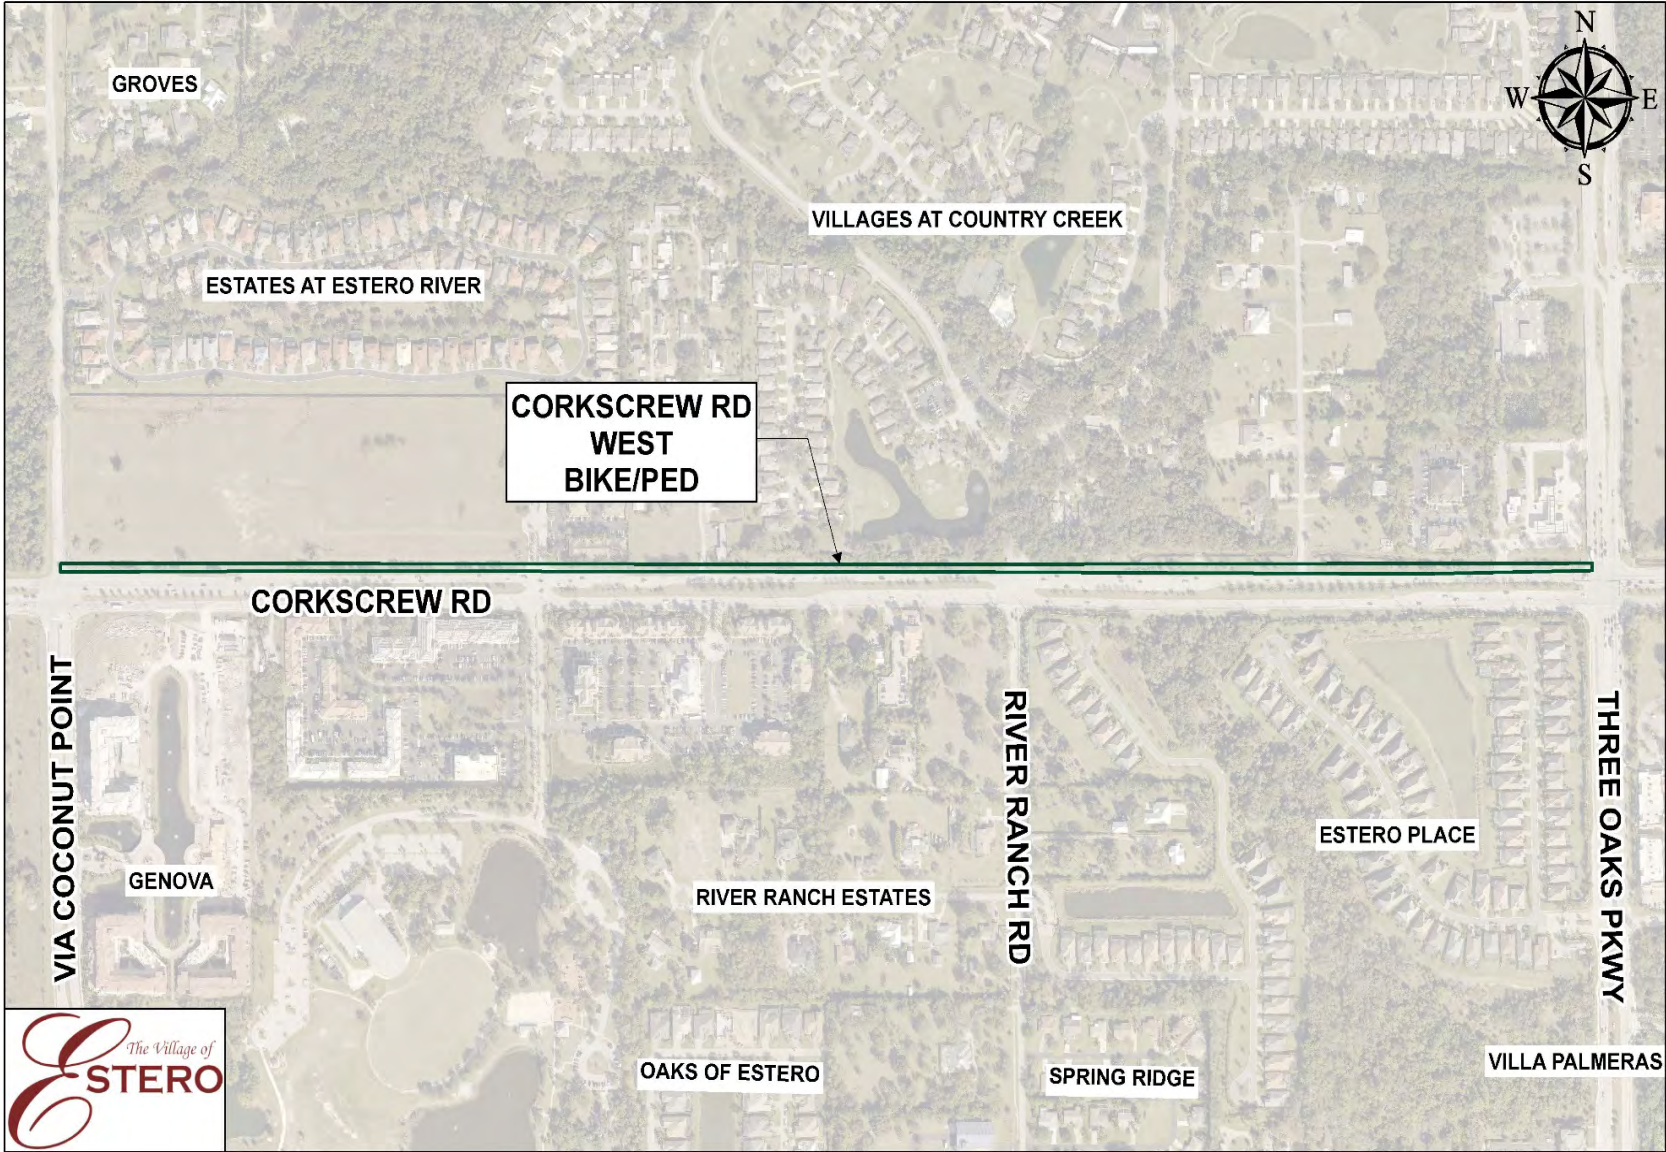 N
GROVES
W
E
S
VILLAGES AT COUNTRY CREEK
ESTATES AT ESTERO RIVER
CORKSCREW RD
WEST
BIKE/PED
CORKSCREW RD
VIA COCONUT POINT
RIVER RANCH RD
THREE OAKS PKWY
ESTERO PLACE
GENOVA
RIVER RANCH ESTATES
The Village of
ESTERO
OAKS OF ESTERO
SPRING RIDGE
VILLA PALMERAS